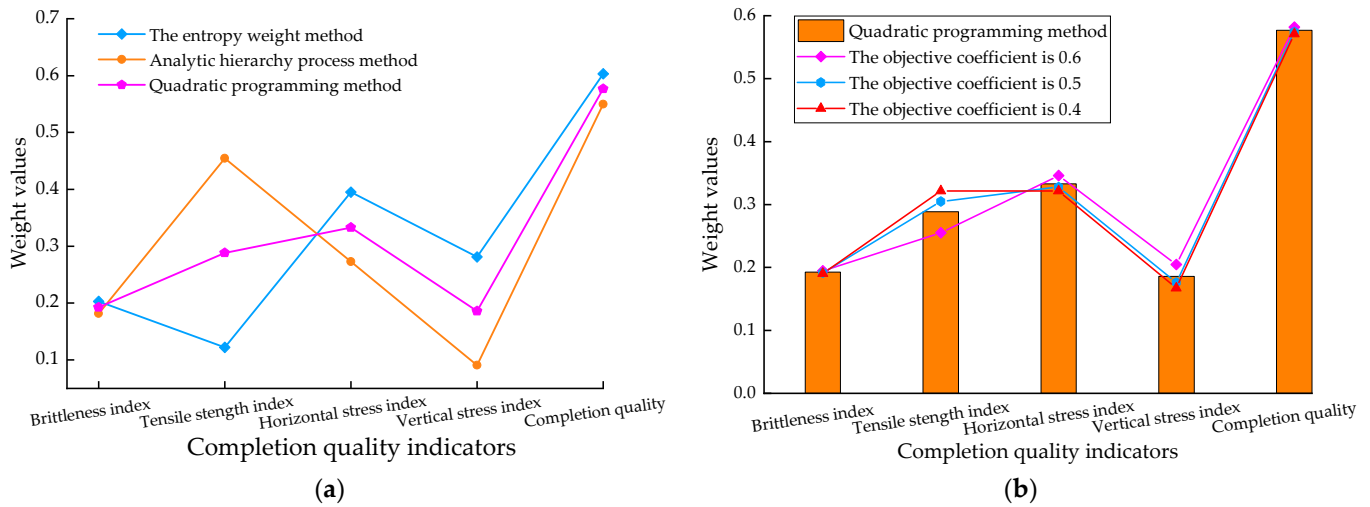 0.7
0.6
0.5
0.4
0.3
0.2
0.1
Weight values
The entropy weight method
Analytic hierarchy process method
Quadratic programming method
Brittleness index
Tensile stength index
Horizontal stress index
Vertical stress index
Completion quality
Completion quality indicators
(a)
0.6
0.5
0.4
0.3
0.2
0.1
0.0
Weight values
Quadratic programming method
The objective coefficient is 0.6
The objective coefficient is 0.5
The objective coefficient is 0.4
Brittleness index
Tensile stength index
Horizontal stress index
Vertical stress index
Completion quality
Completion quality indicators
(b)